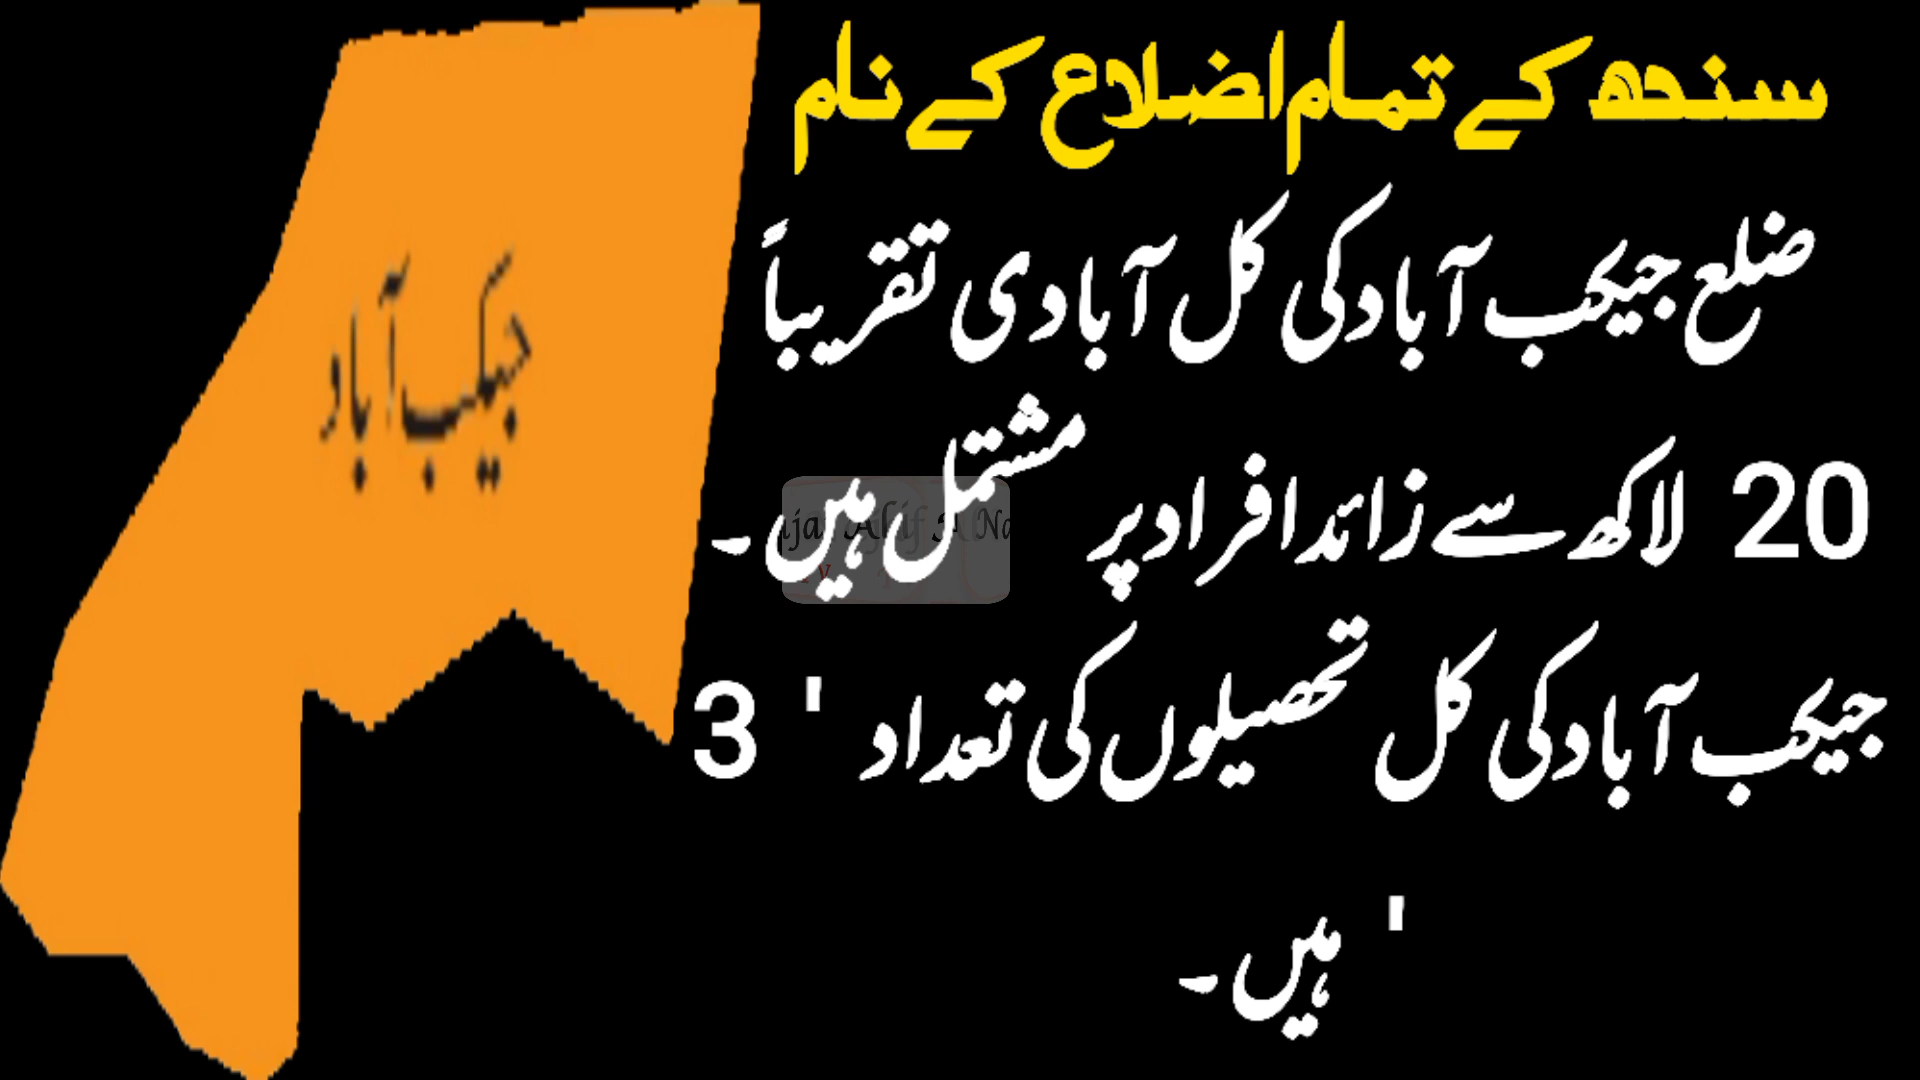 سندھ کے تمام اضلاع کے نام
ضلع جیکب آباد کی کل آبادی تقریباً
20 لاکھ سے زائد افراد پر مشتمل ہیں۔
جیکب آباد کی کل تحصیلوں کی تعداد ' 3
' ہیں۔
جیکب آباد